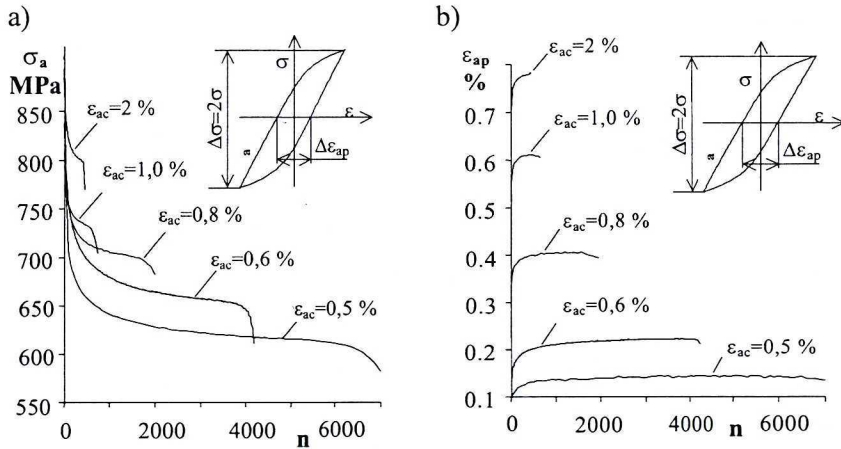 a)
σa
MPa
850
800
750
700
650
600
550
0
2000
4000
6000
n
εac=2 %
εac=1,0 %
εac=0,8 %
εac=0,6 %
εac=0,5 %
σ
ε
Δσ=2σ
a
Δεap
b)
εap
%
0.7
0.6
0.5
0.4
0.3
0.2
0.1
0
2000
4000
6000
n
εac=2 %
εac=1,0 %
εac=0,8 %
εac=0,6 %
εac=0,5 %
σ
ε
Δσ=2σ
a
Δεap